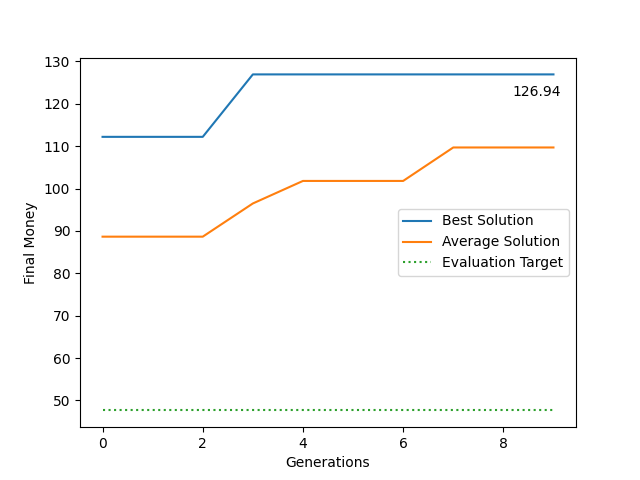 130
120
110
100
90
80
70
60
50
Final Money
126.94
Best Solution
Average Solution
Evaluation Target
0 2 4 6 8
Generations